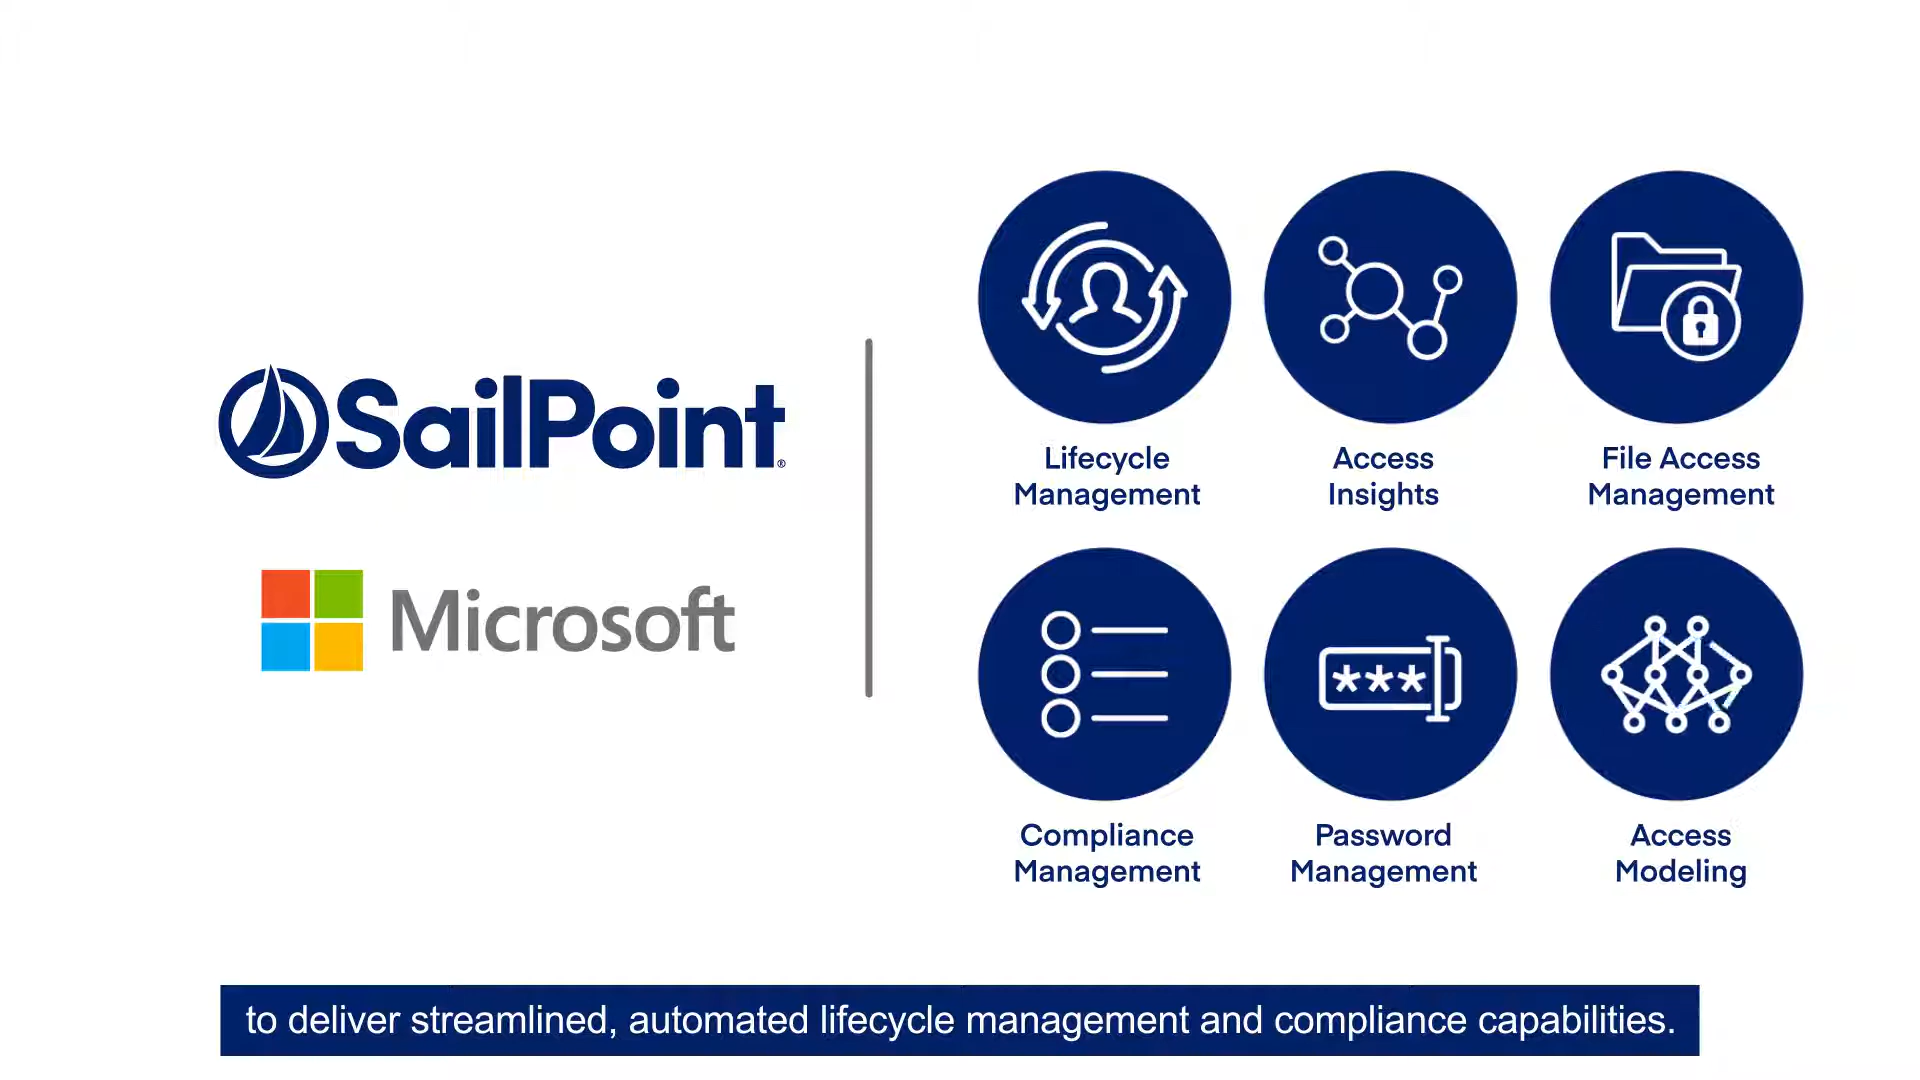 SailPoint®
Microsoft
Lifecycle
Management
Access
Insights
File Access
Management
***
Compliance
Management
Password
Management
Access
Modeling
to deliver streamlined, automated lifecycle management and compliance capabilities.